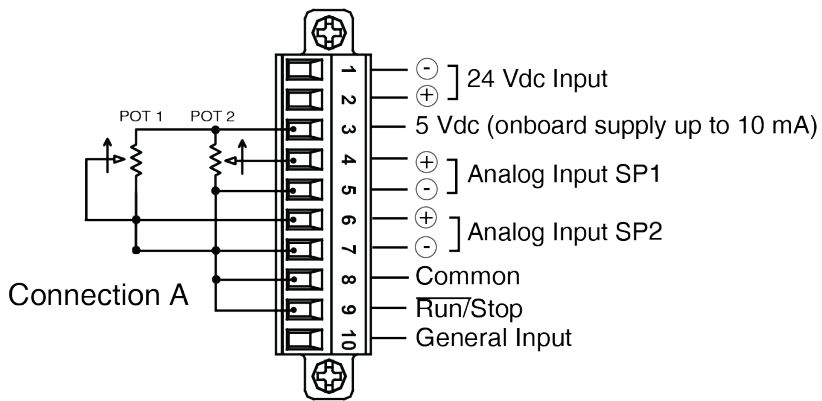 1 - 24 Vdc Input
2 +
POT 1 POT 2 3 5 Vdc (onboard supply up to 10 mA)
4 + Analog Input SP1
5 -
6 + Analog Input SP2
7 -
8 Common
Connection A
9 Run/Stop
10 General Input